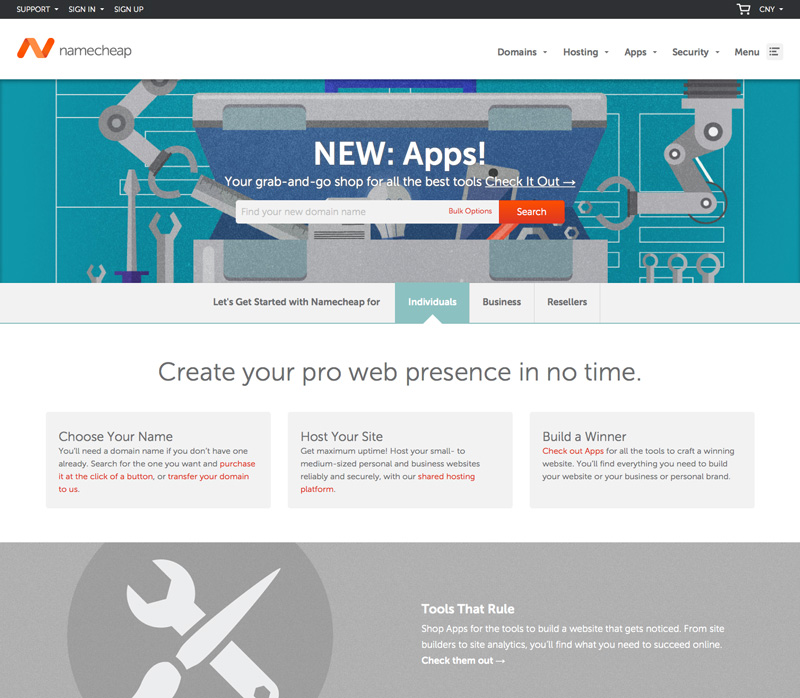 SUPPORT SIGN IN SIGN UP CNY
namecheap
Domains Hosting Apps Security Menu
NEW: Apps!
Your grab-and-go shop for all the best tools Check It Out →
Find your new domain name Bulk Options Search
Let's Get Started with Namecheap for Individuals Business Resellers
Create your pro web presence in no time.
Choose Your Name
You'll need a domain name if you don't have one
already. Search for the one you want and purchase
it at the click of a button, or transfer your domain
to us.
Host Your Site
Get maximum uptime! Host your small- to
medium-sized personal and business websites
reliably and securely, with our shared hosting
platform.
Build a Winner
Check out Apps for all the tools to craft a winning
website. You'll find everything you need to build
your website or your business or personal brand.
Tools That Rule
Shop Apps for the tools to build a website that gets noticed. From site
builders to site analytics, you'll find what you need to succeed online.
Check them out →